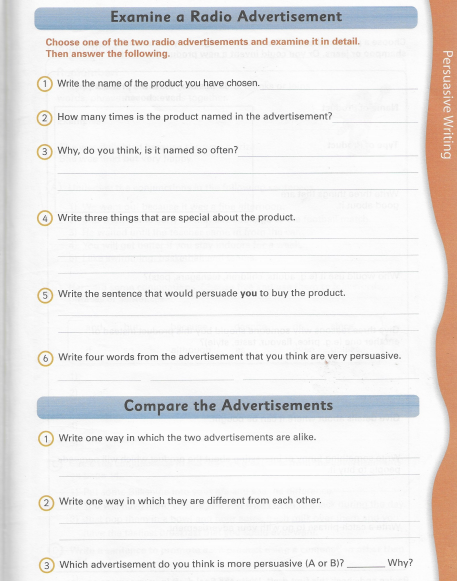 Examine a Radio Advertisement
Choose one of the two radio advertisements and examine it in detail.
Then answer the following.
1 Write the name of the product you have chosen.
2 How many times is the product named in the advertisement?
3 Why, do you think, is it named so often?
4 Write three things that are special about the product.
5 Write the sentence that would persuade you to buy the product.
6 Write four words from the advertisement that you think are very persuasive.
Compare the Advertisements
1 Write one way in which the two advertisements are alike.
2 Write one way in which they are different from each other.
3 Which advertisement do you think is more persuasive (A or B)? ______ Why?
Persuasive Writing